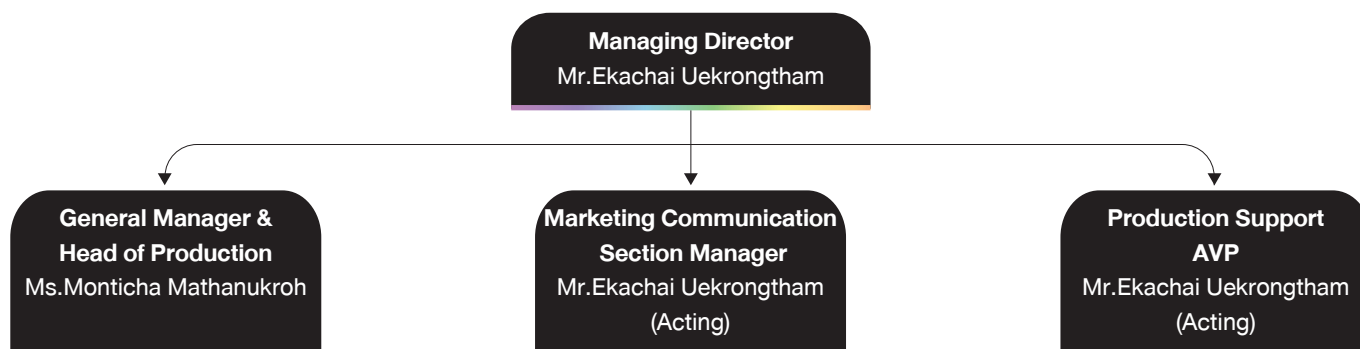 Managing Director
Mr.Ekachai Uekrongtham
General Manager &
Head of Production
Ms.Monticha Mathanukroh
Marketing Communication
Section Manager
Mr.Ekachai Uekrongtham
(Acting)
Production Support
AVP
Mr.Ekachai Uekrongtham
(Acting)